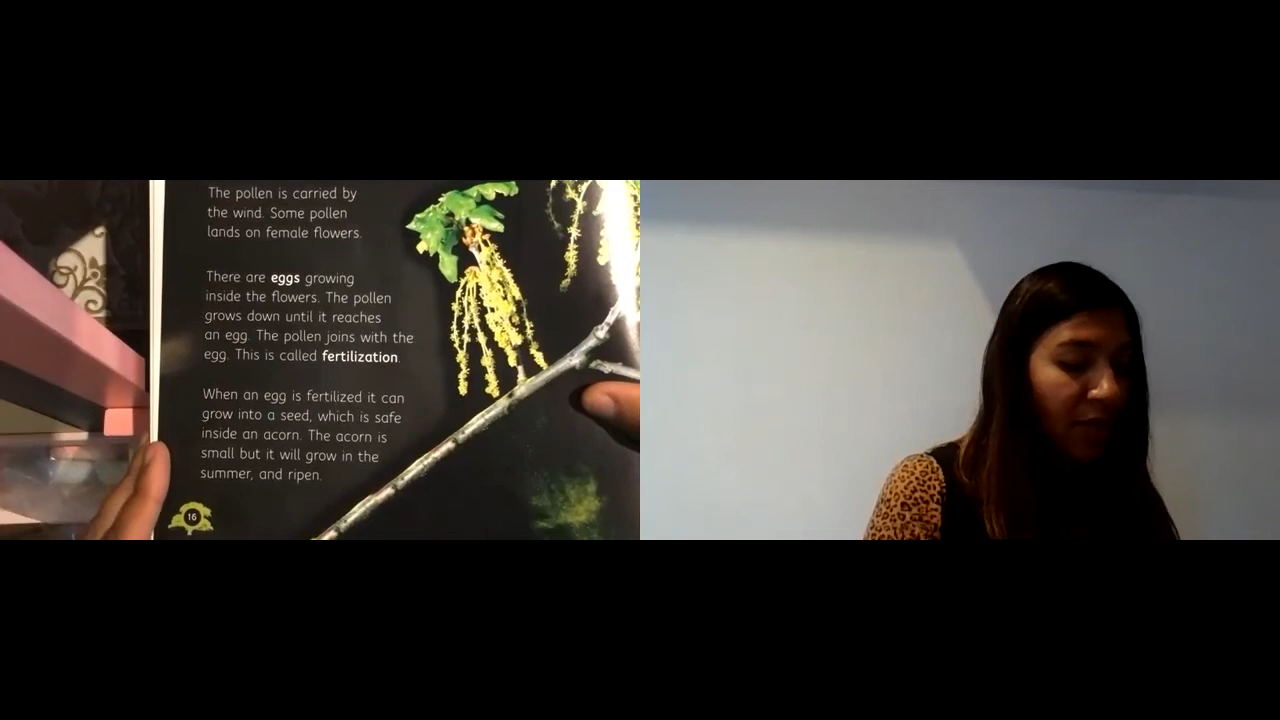 The pollen is carried by
the wind. Some pollen
lands on female flowers.
There are eggs growing
inside the flowers. The pollen
grows down until it reaches
an egg. The pollen joins with the
egg. This is called fertilization.
When an egg is fertilized it can
grow into a seed, which is safe
inside an acorn. The acorn is
small but it will grow in the
summer, and ripen.
16